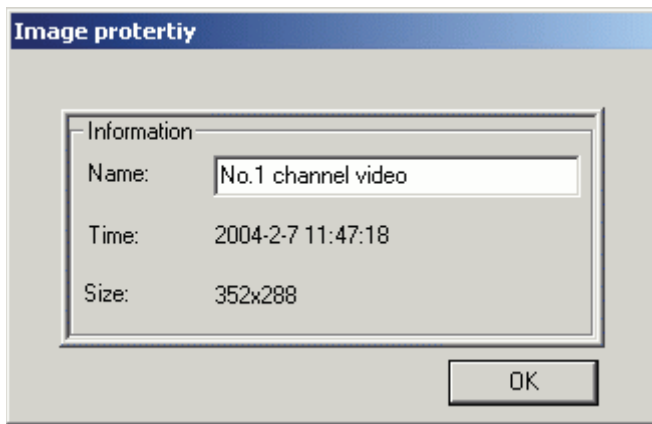 Image protertiy
Information
Name: No.1 channel video
Time: 2004-2-7 11:47:18
Size: 352x288
OK